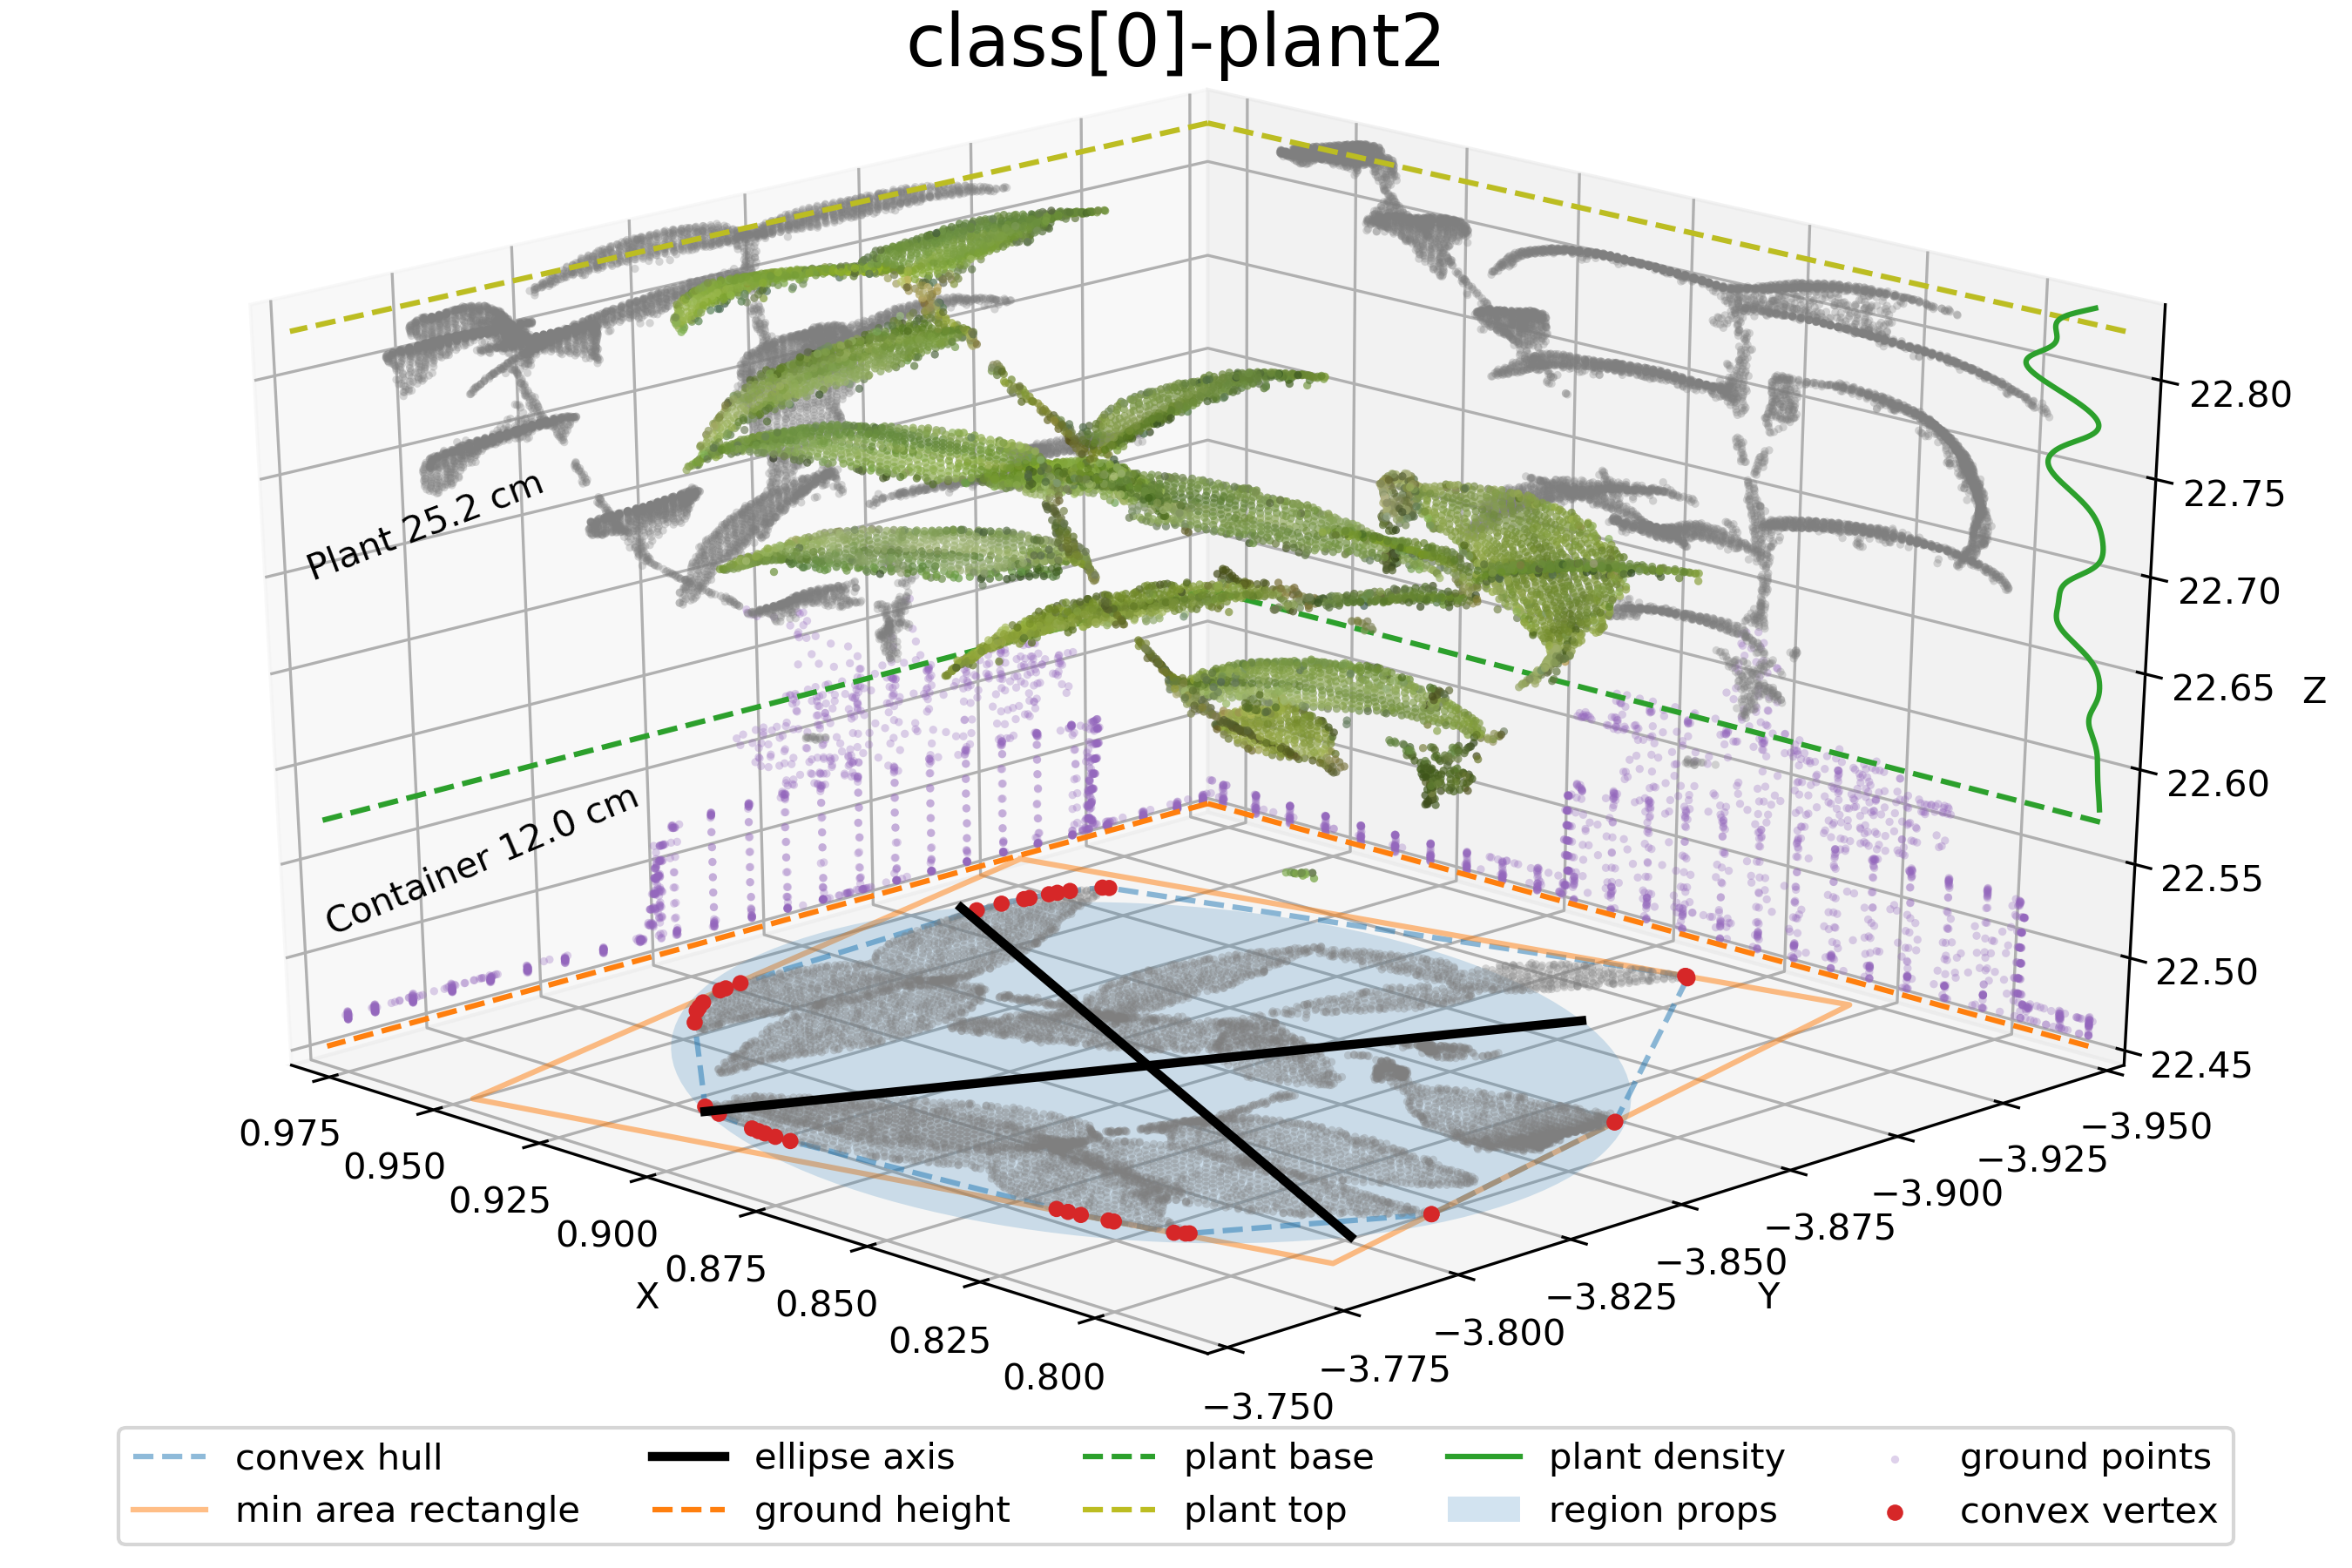 class[0]-plant2
Plant 25.2 cm
Container 12.0 cm
22.80
22.75
22.70
22.65
22.60
22.55
22.50
22.45
Z
0.975
0.950
0.925
0.900
0.875
0.850
0.825
0.800
X
−3.950
−3.925
−3.900
−3.875
−3.850
−3.825
−3.800
−3.775
−3.750
Y
convex hull
min area rectangle
ellipse axis
ground height
plant base
plant top
plant density
region props
ground points
convex vertex